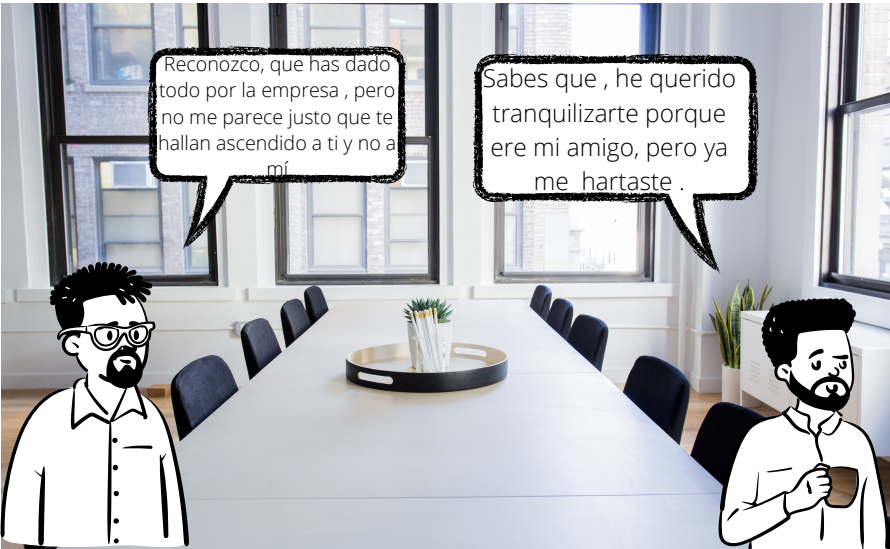 Reconozco, que has dado
todo por la empresa , pero
no me parece justo que te
hallan ascendido a ti y no a
mí
Sabes que , he querido
tranquilizarte porque
ere mi amigo, pero ya
me hartaste .